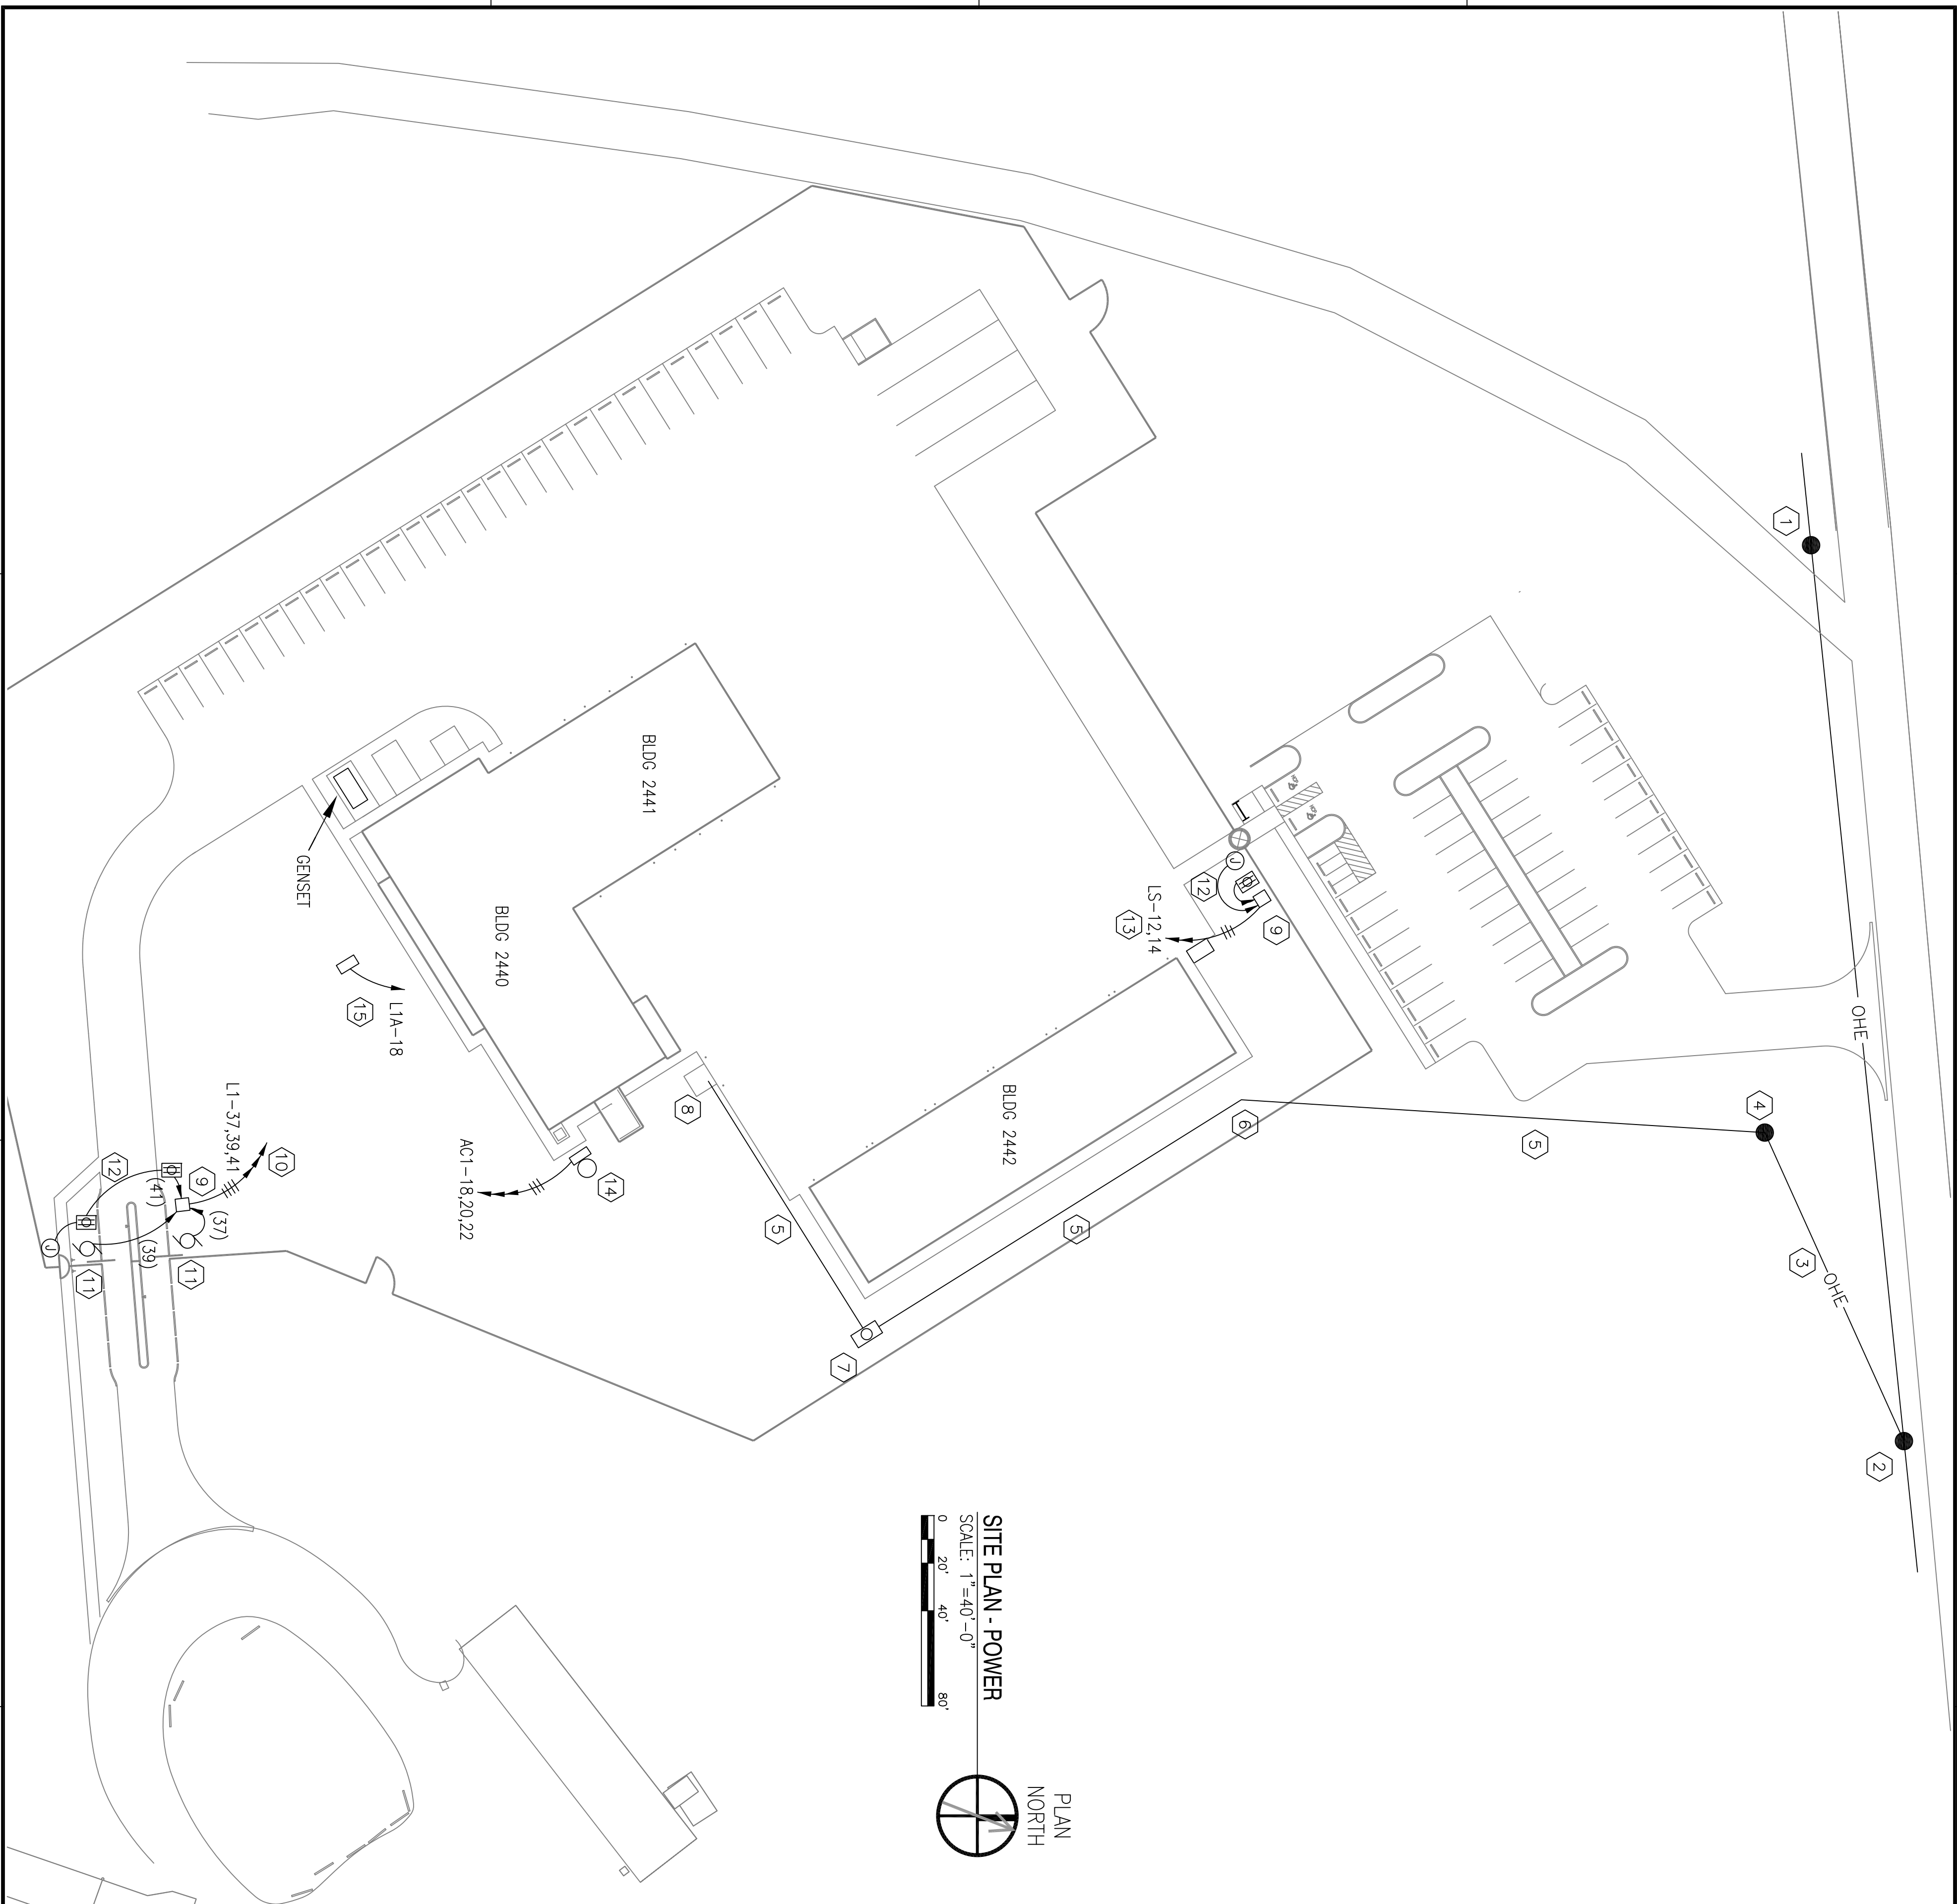 1
OHE
4
5
3
OHE
2
9
12
J
LS-12,14
13
6
BLDG 2442
5
5
7
8
BLDG 2441
BLDG 2440
GENSET
L1A-18
15
14
AC1-18,20,22
L1-37,39,41
10
9
12
(41)
(37)
(39)
11
11
J
SITE PLAN - POWER
SCALE: 1"=40'-0"
0 20' 40' 80'
PLAN
NORTH